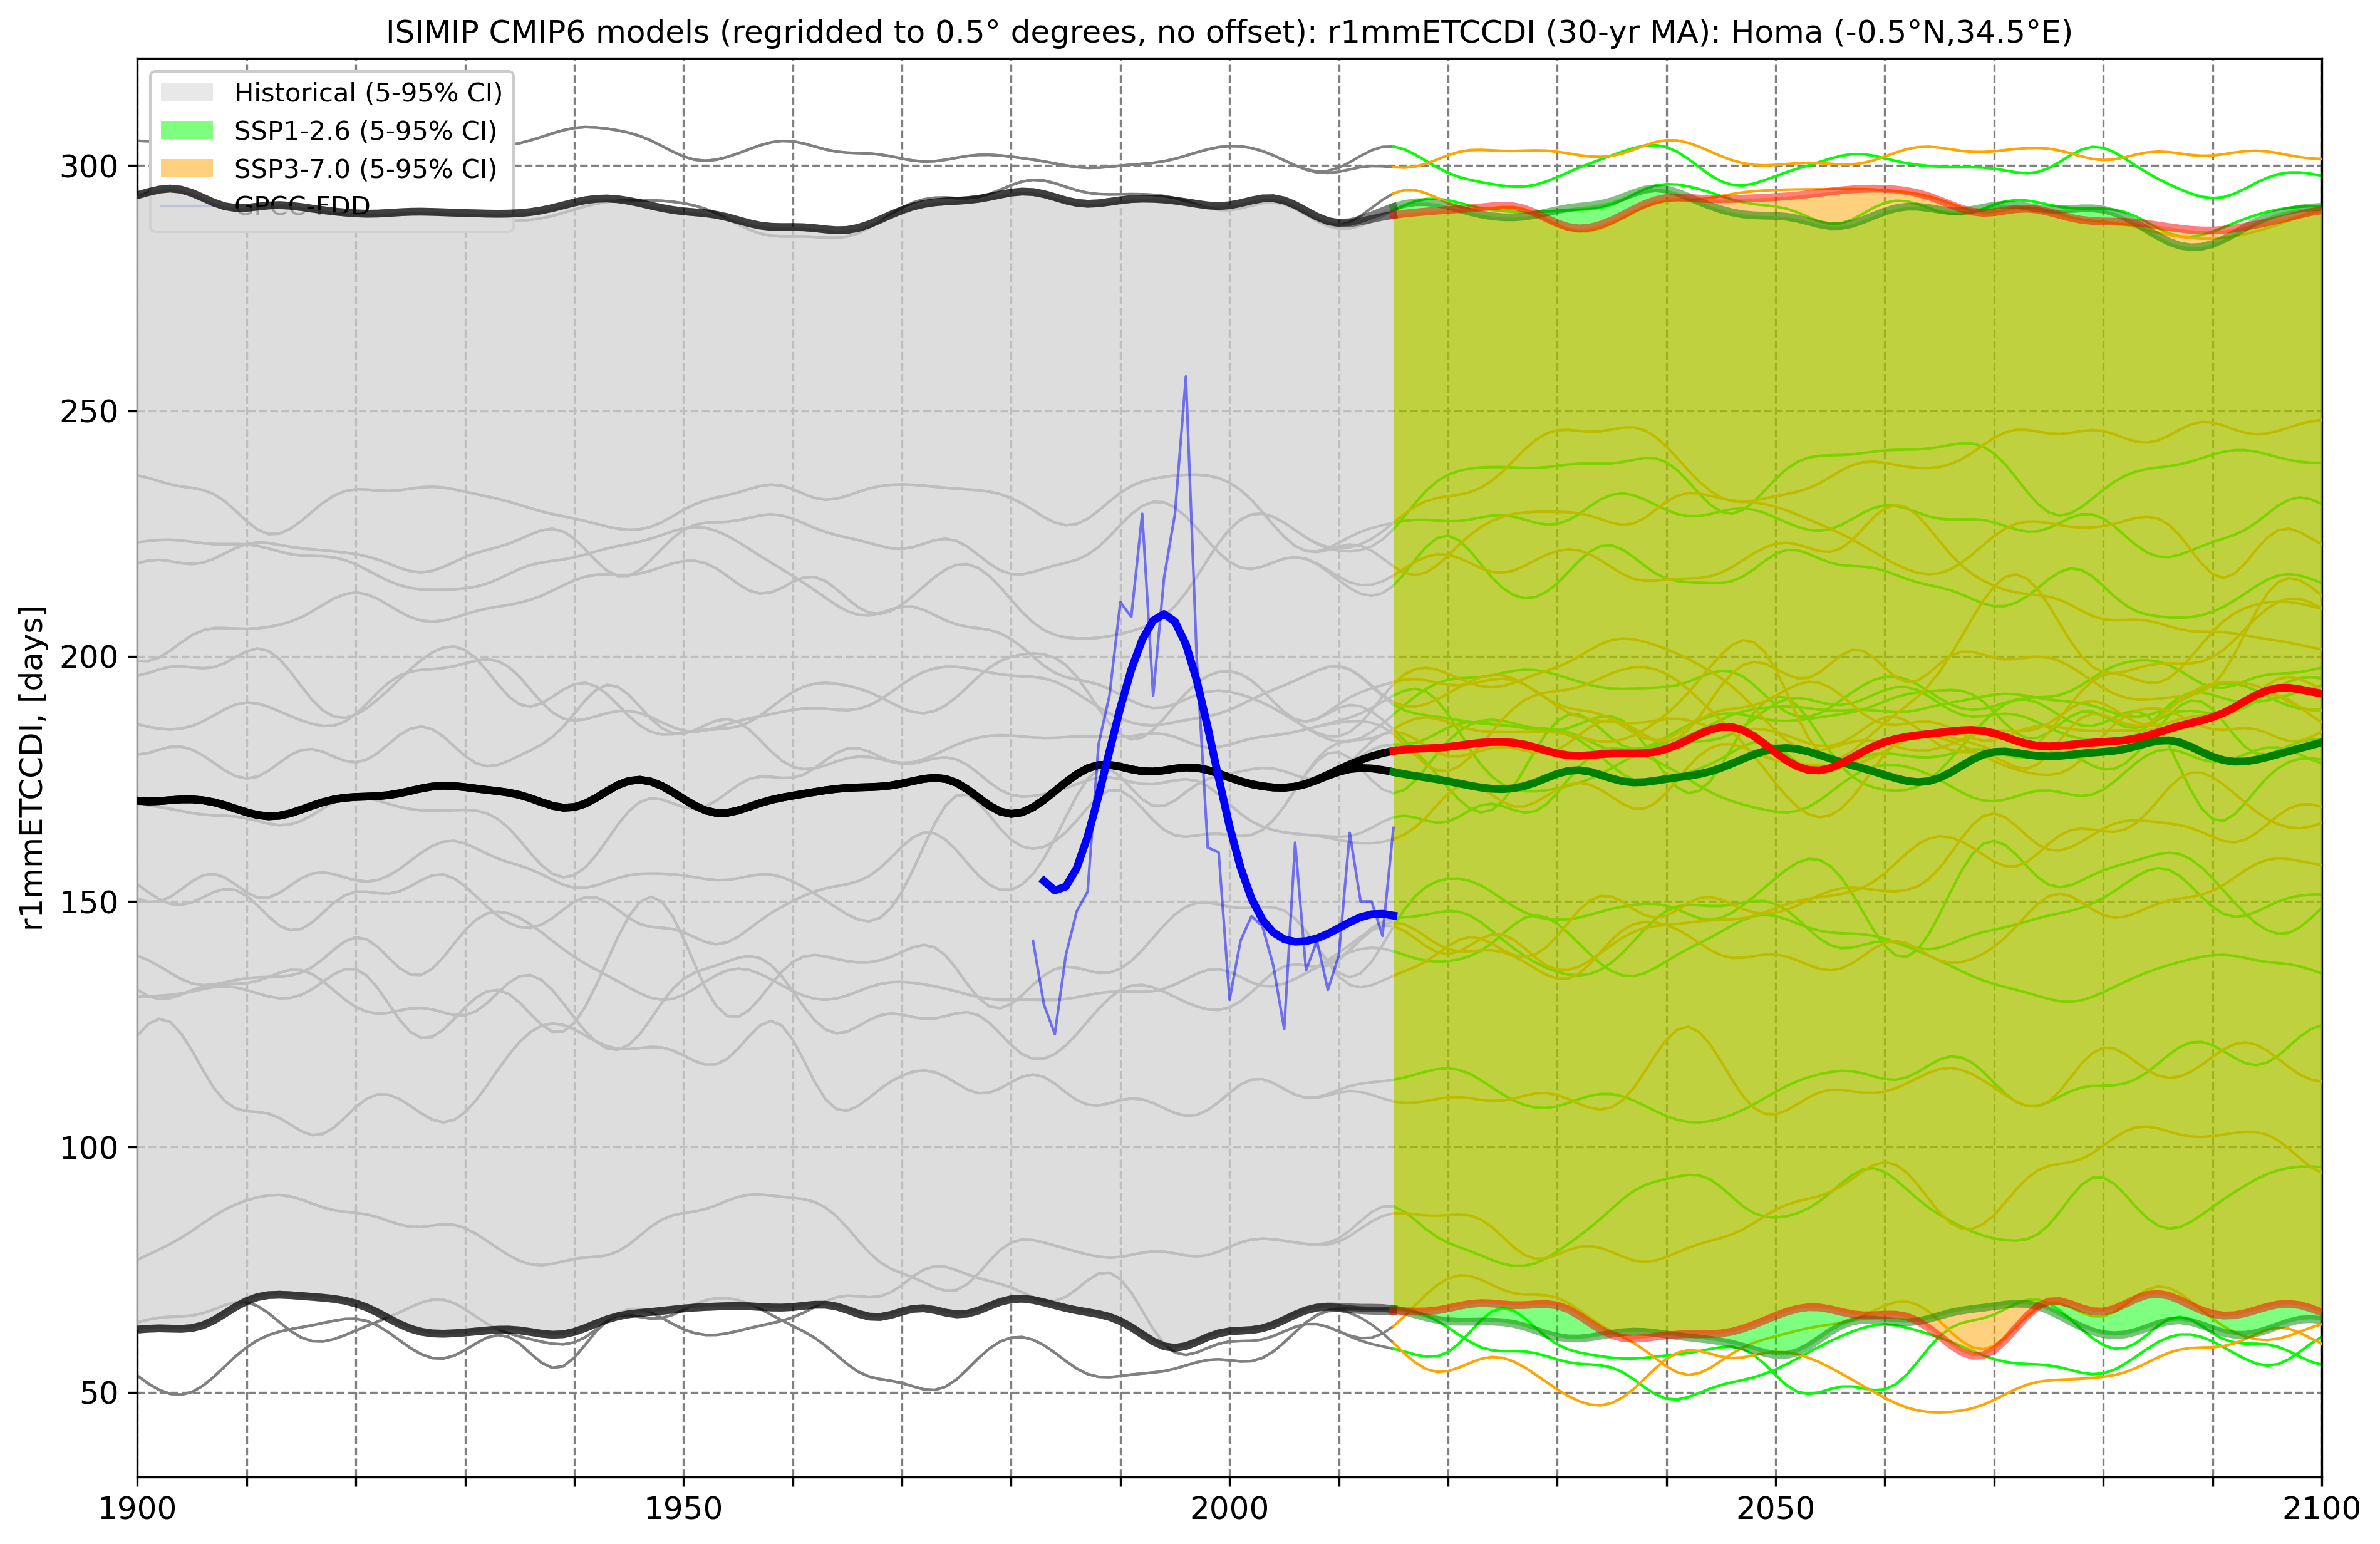 ISIMIP CMIP6 models (regridded to 0.5° degrees, no offset): r1mmETCCDI (30-yr MA): Homa (-0.5°N,34.5°E)
Historical (5-95% CI)
SSP1-2.6 (5-95% CI)
SSP3-7.0 (5-95% CI)
GPCC-FDD
r1mmETCCDI, [days]
300
250
200
150
100
50
1900
1950
2000
2050
2100